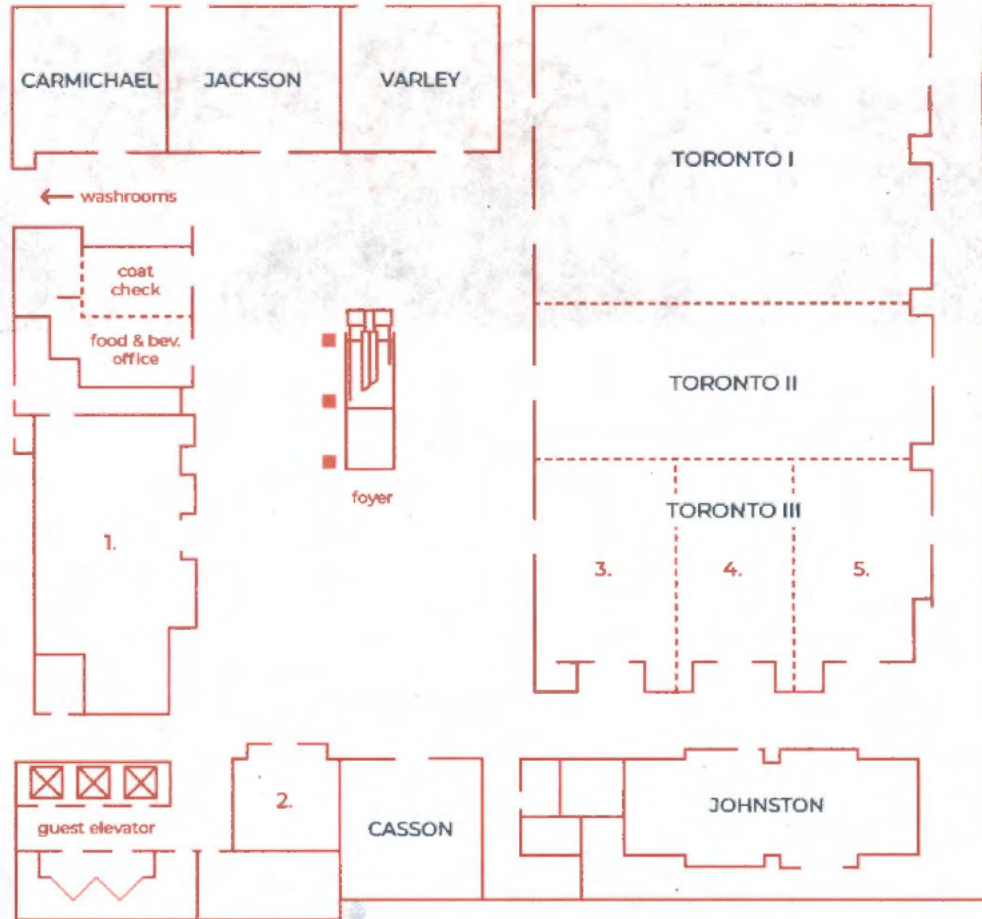 CARMICHAEL
JACKSON
VARLEY
TORONTO I
← washrooms
coat
check
food & bev.
office
TORONTO II
foyer
TORONTO III
1.
3.
4.
5.
2.
guest elevator
CASSON
JOHNSTON